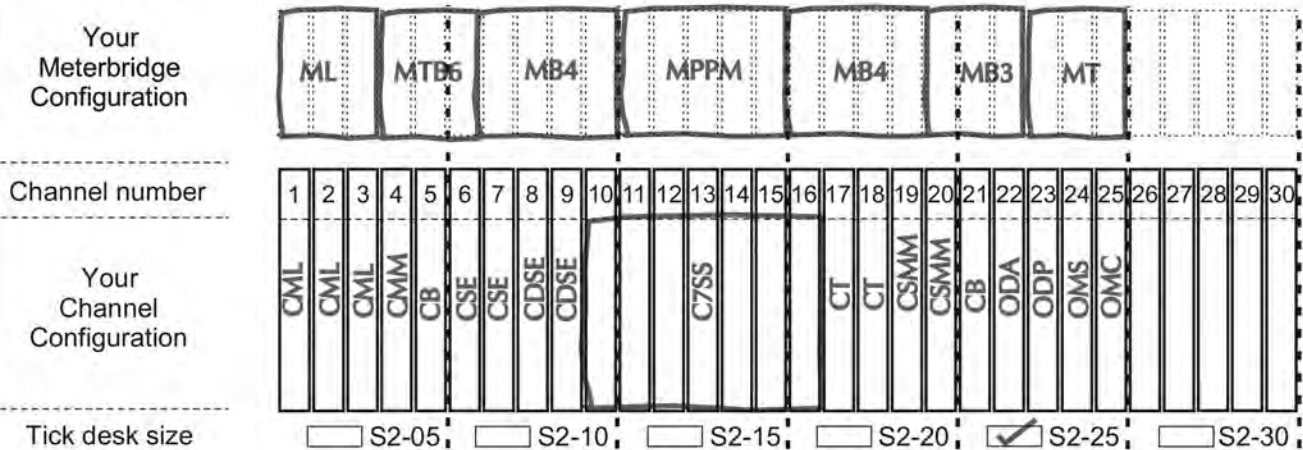 Your
Meterbridge
Configuration
ML MTB6 MB4 MPPM MB4 MB3 MT
Channel number 1 2 3 4 5 6 7 8 9 10 11 12 13 14 15 16 17 18 19 20 21 22 23 24 25 26 27 28 29 30
Your
Channel
Configuration
CML CML CML CMM CB CSE CSE CDSE CDSE C7SS CT CT CSMM CSMM CB ODA ODP OMS OMC
Tick desk size S2-05 S2-10 S2-15 S2-20 S2-25 S2-30